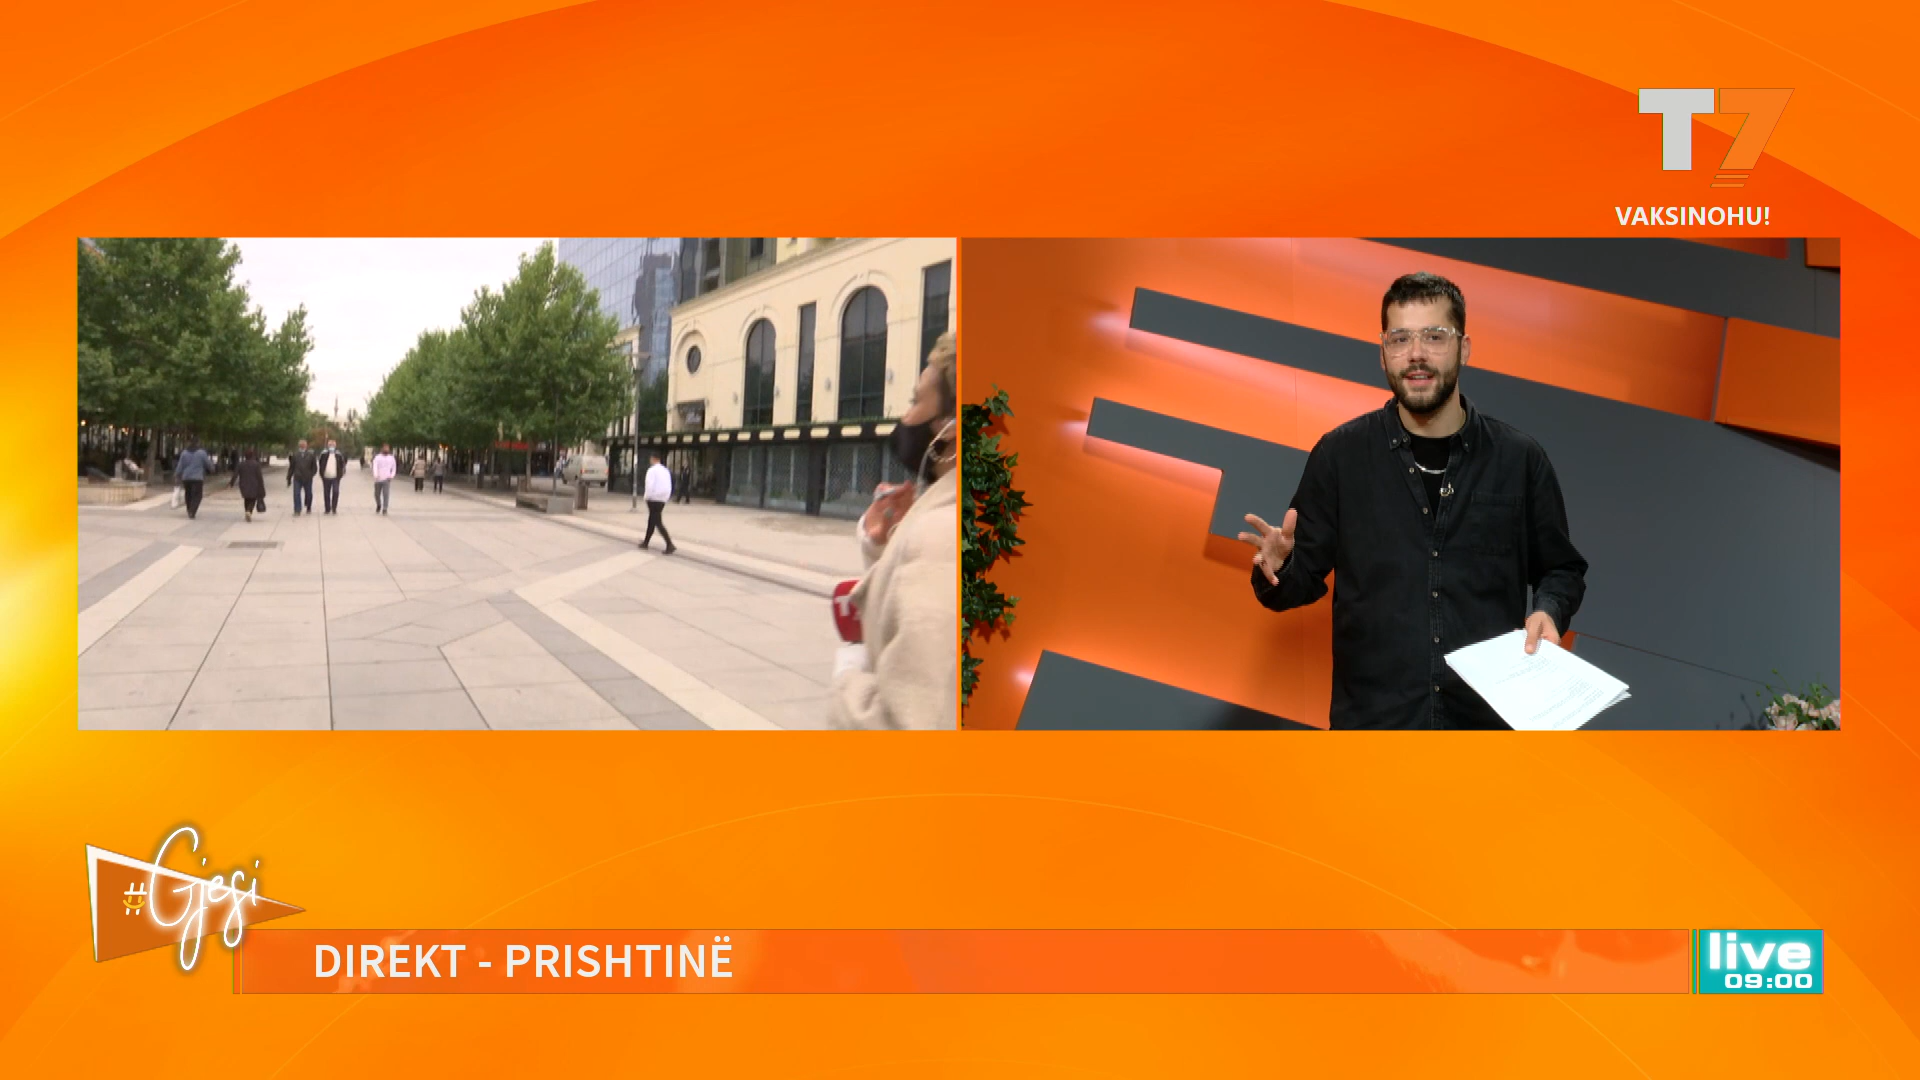 T7
VAKSINOHU!
#Gjesi
DIREKT - PRISHTINË
live
09:00